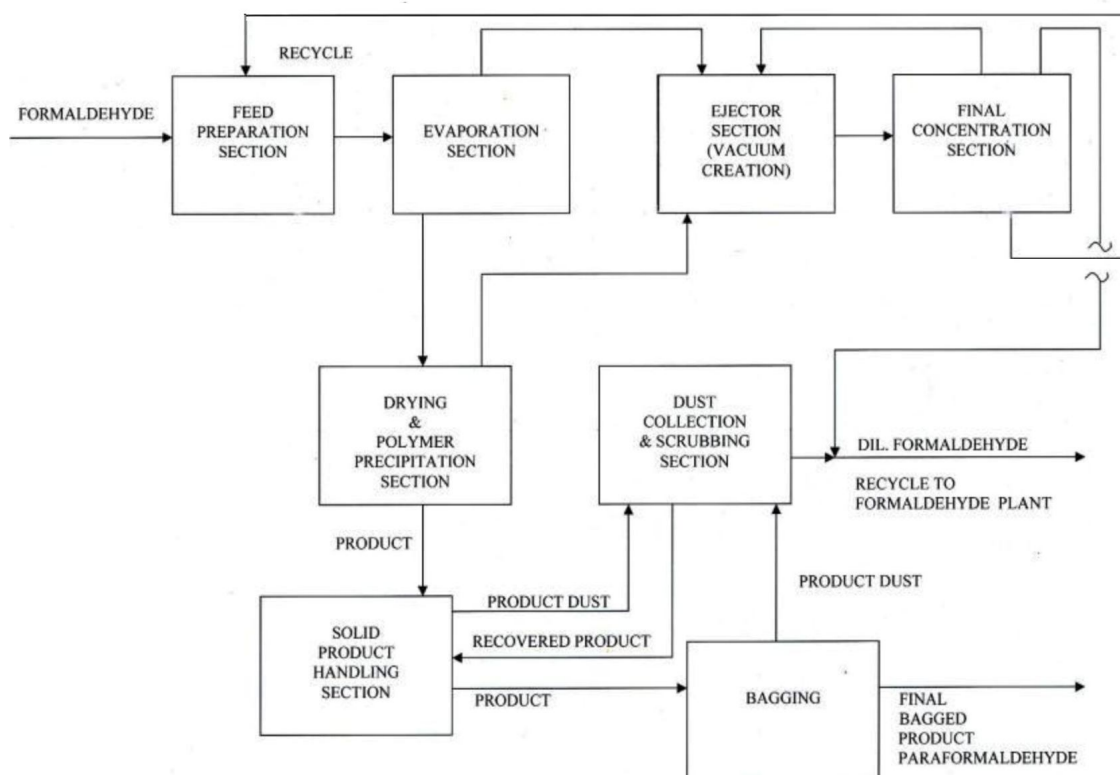 RECYCLE
FORMALDEHYDE
FEED
PREPARATION
SECTION
EVAPORATION
SECTION
EJECTOR
SECTION
(VACUUM
CREATION)
FINAL
CONCENTRATION
SECTION
DRYING
&
POLYMER
PRECIPITATION
SECTION
DUST
COLLECTION
& SCRUBBING
SECTION
DIL. FORMALDEHYDE
RECYCLE TO
FORMALDEHYDE PLANT
PRODUCT
PRODUCT DUST
PRODUCT DUST
SOLID
PRODUCT
HANDLING
SECTION
RECOVERED PRODUCT
PRODUCT
BAGGING
FINAL
BAGGED
PRODUCT
PARAFORMALDEHYDE